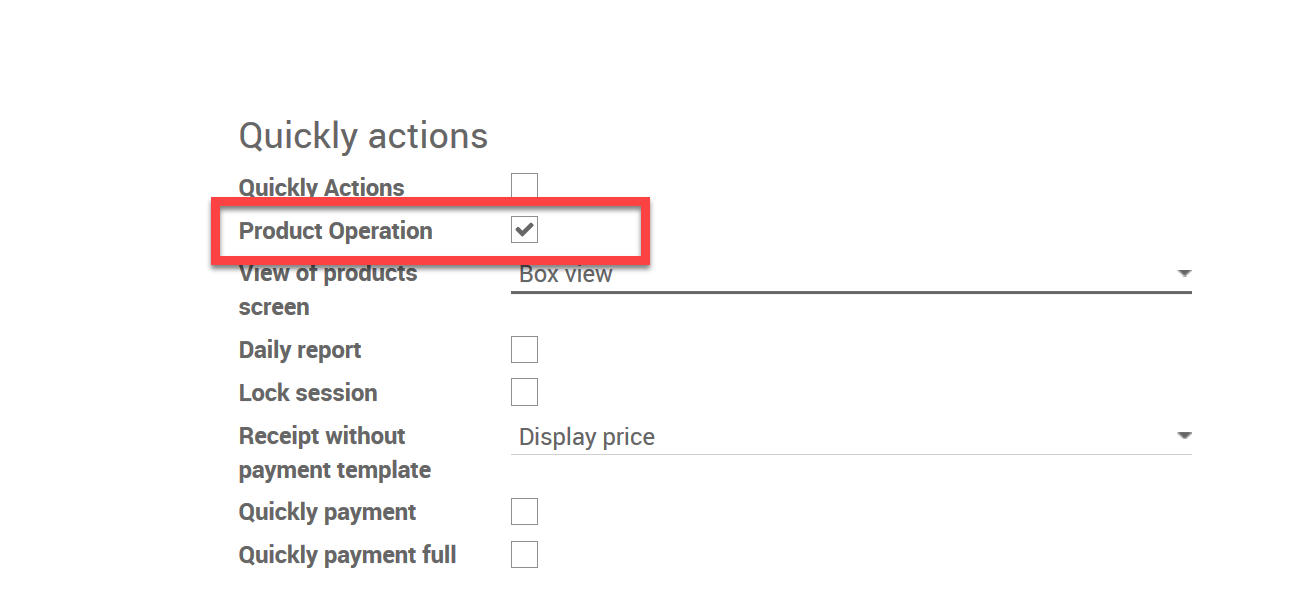 Quickly actions
Quickly Actions
Product Operation
View of products
screen
Box view
Daily report
Lock session
Receipt without
payment template
Display price
Quickly payment
Quickly payment full